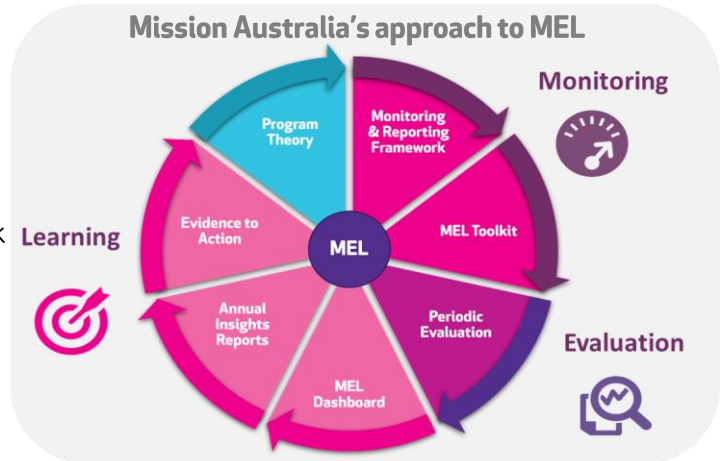 Mission Australia's approach to MEL
Monitoring
Program
Theory
Monitoring
& Reporting
Framework
Evidence to
Action
MEL
MEL Toolkit
k
Learning
Annual
Insights
Reports
Periodic
Evaluation
Evaluation
MEL
Dashboard